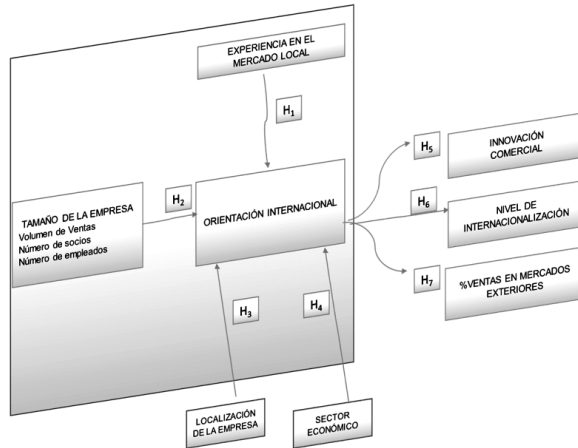 EXPERIENCIA EN EL
MERCADO LOCAL
H1
TAMAÑO DE LA EMPRESA
Volumen de Ventas
Número de socios
Número de empleados
H2
ORIENTACIÓN INTERNACIONAL
H3
H4
H5
INNOVACIÓN
COMERCIAL
H6
NIVEL DE
INTERNACIONALIZACIÓN
H7
%VENTAS EN MERCADOS
EXTERIORES
LOCALIZACIÓN
DE LA EMPRESA
SECTOR
ECONÓMICO